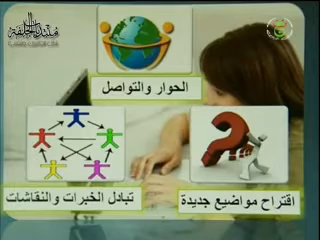 الحوار والتواصل
اقتراح مواضيع جديدة
تبادل الخبرات والنقاشات